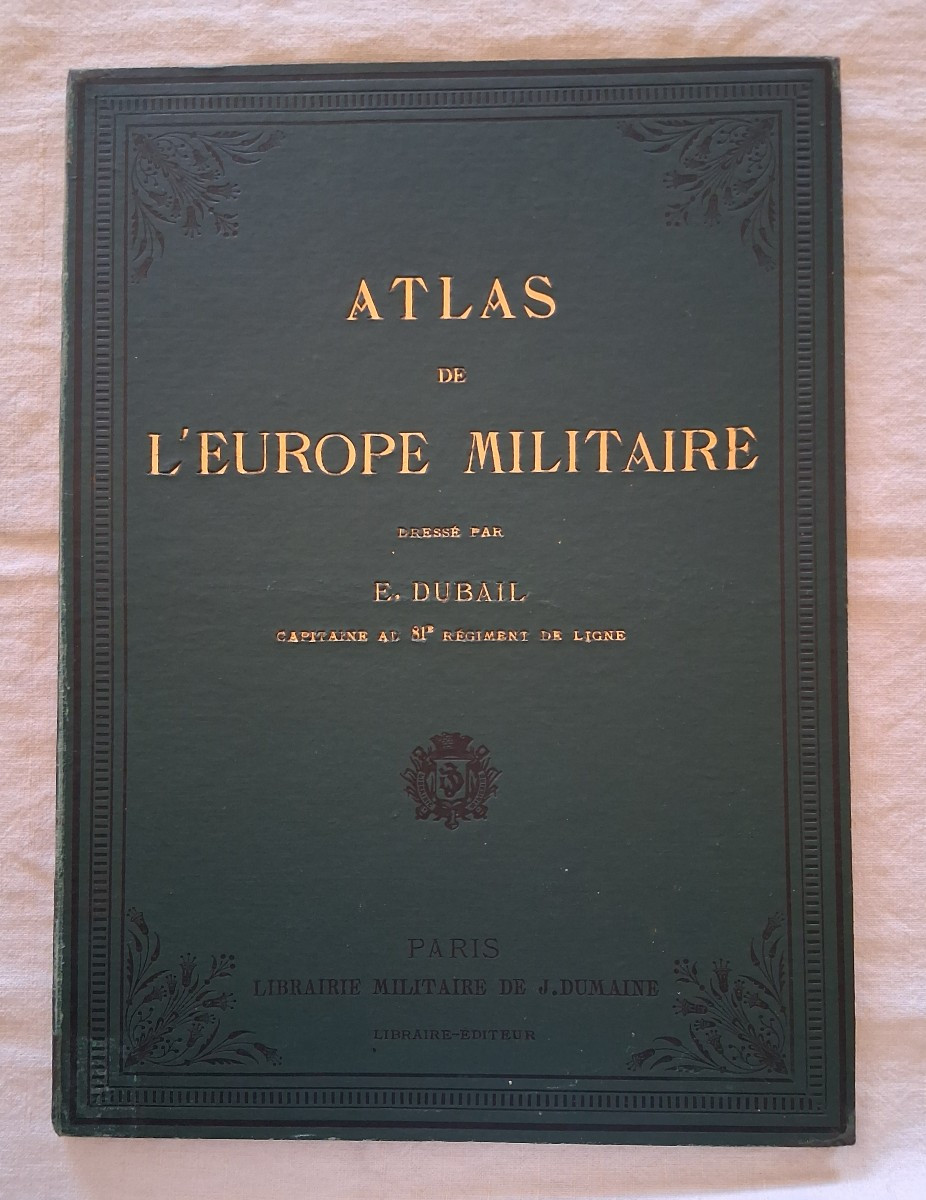 ATLAS
DE
L'EUROPE MILITAIRE
DRESSÉ PAR
E. DUBAIL
CAPITAINE AU 81E RÉGIMENT DE LIGNE
PARIS
LIBRAIRIE MILITAIRE DE J. DUMAINE
LIBRAIRE-EDITEUR